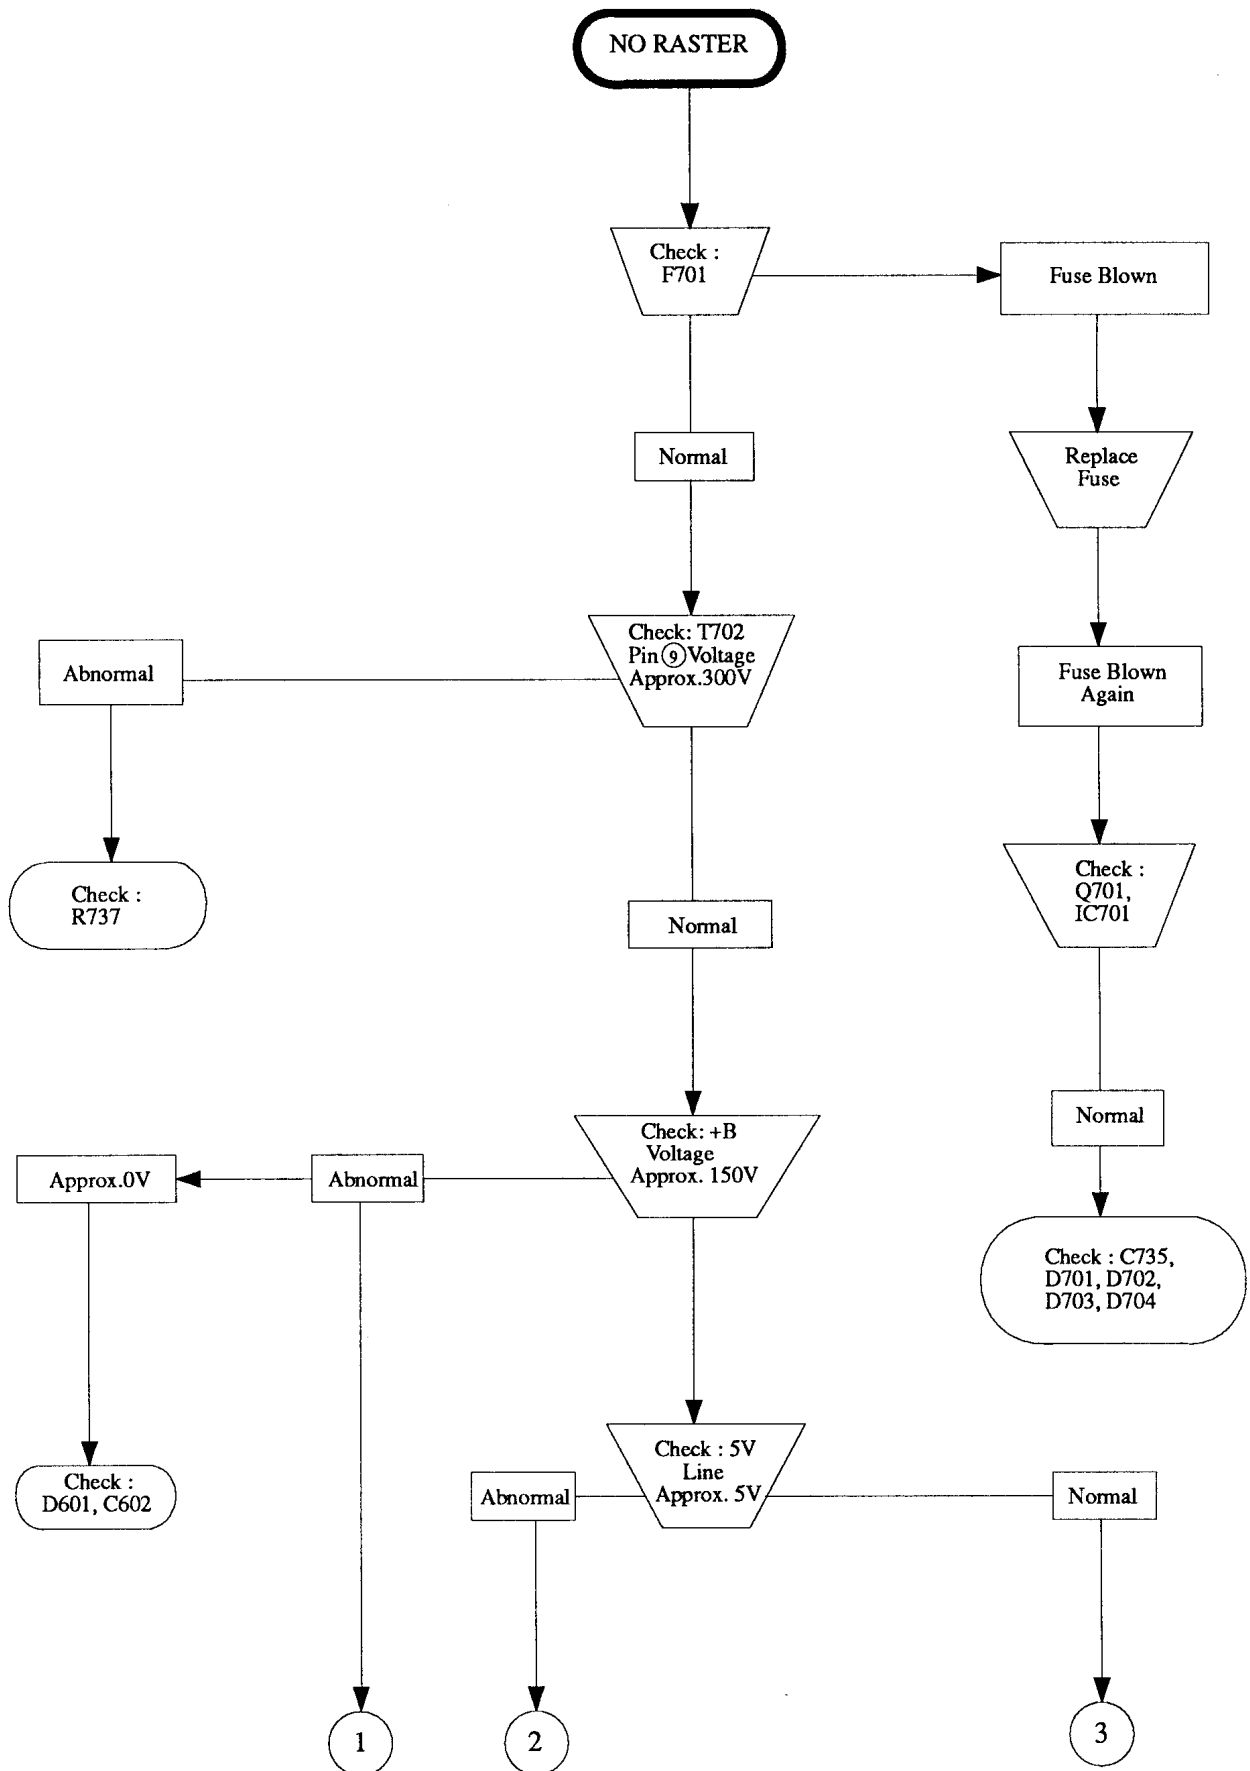 NO RASTER
Check :
F701
Fuse Blown
Normal
Replace
Fuse
Check: T702
Pin ⑨ Voltage
Approx.300V
Abnormal
Fuse Blown
Again
Check :
R737
Check :
Q701,
IC701
Normal
Normal
Check: +B
Voltage
Approx. 150V
Abnormal
Approx.0V
Check : C735,
D701, D702,
D703, D704
Check : 5V
Line
Approx. 5V
Check :
D601, C602
Abnormal
Normal
1
2
3